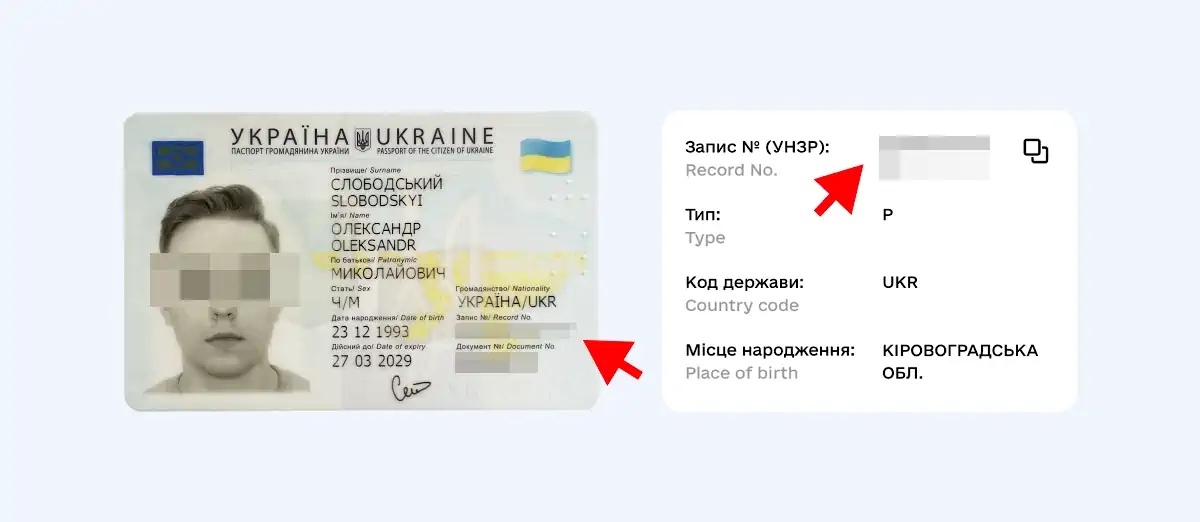 УКРАЇНА UKRAINE
ПАСПОРТ ГРОМАДЯНИНА УКРАЇНИ PASSPORT OF THE CITIZEN OF UKRAINE
Прізвище/ Surname
СЛОБОДСЬКИЙ
SLOBODSKYI
Ім'я/ Name
ОЛЕКСАНДР
OLEKSANDR
По батькові/ Patronymic
МИКОЛАЙОВИЧ
Стать/ Sex Громадянство/ Nationality
Ч/М УКРАЇНА/UKR
Дата народження/ Date of birth Запис №/ Record No.
23 12 1993
Дійсний до/ Date of expiry Документ №/ Document No.
27 03 2029
Запис № (УНЗР):
Record No.
Тип: P
Type
Код держави: UKR
Country code
Місце народження: КІРОВОГРАДСЬКА
Place of birth ОБЛ.